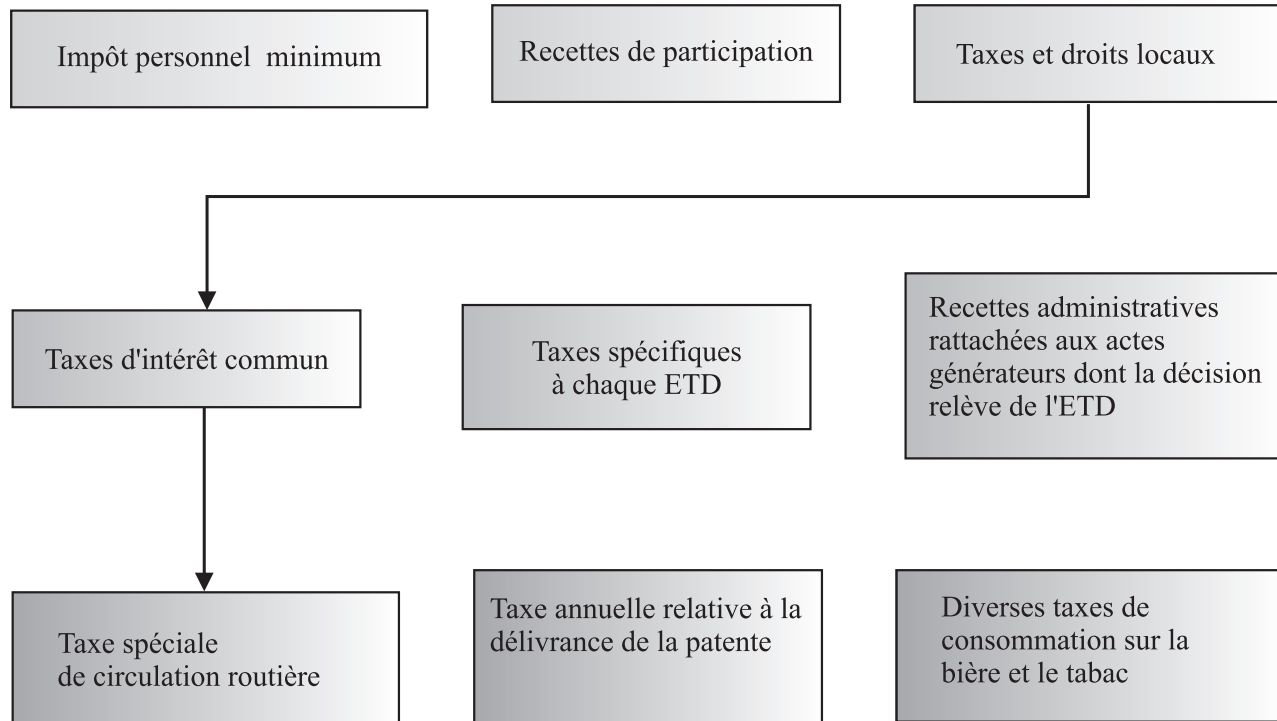 Impôt personnel minimum
Recettes de participation
Taxes et droits locaux
Taxes d'intérêt commun
Taxes spécifiques
à chaque ETD
Recettes administratives
rattachées aux actes
générateurs dont la décision
relève de l'ETD
Taxe spéciale
de circulation routière
Taxe annuelle relative à la
délivrance de la patente
Diverses taxes de
consommation sur la
bière et le tabac